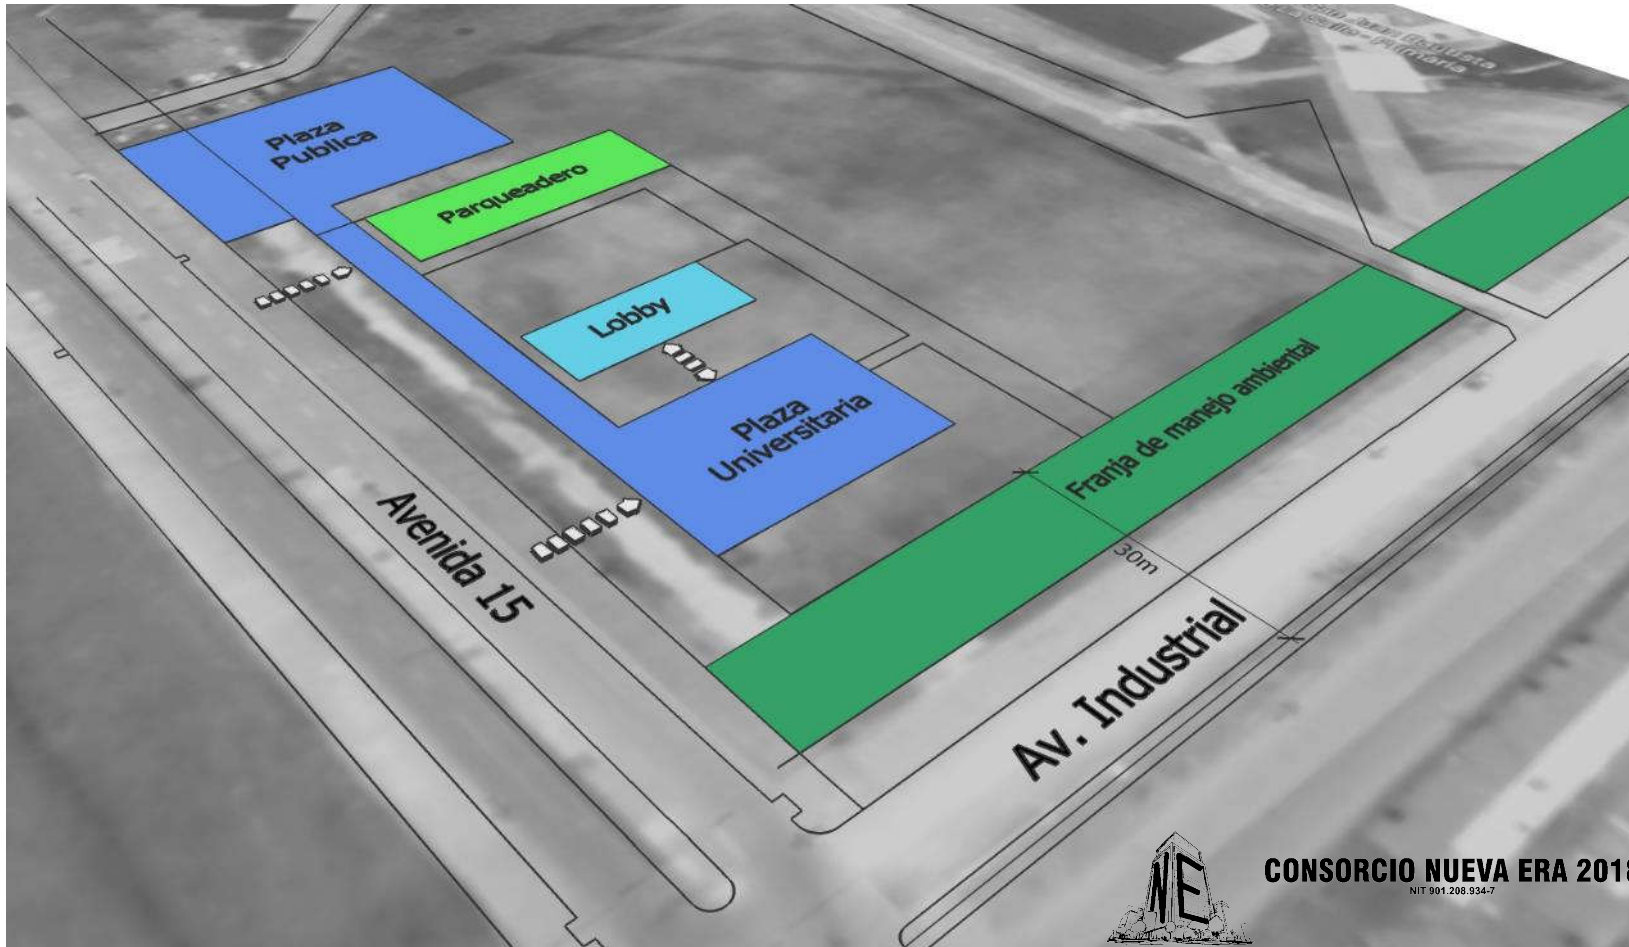 Plaza
Publica
Parqueadero
Lobby
Plaza
Universitaria
Franja de manejo ambiental
30m
Avenida 15
Av. Industrial
NE
CONSORCIO NUEVA ERA 2018
NIT 901.208.934-7